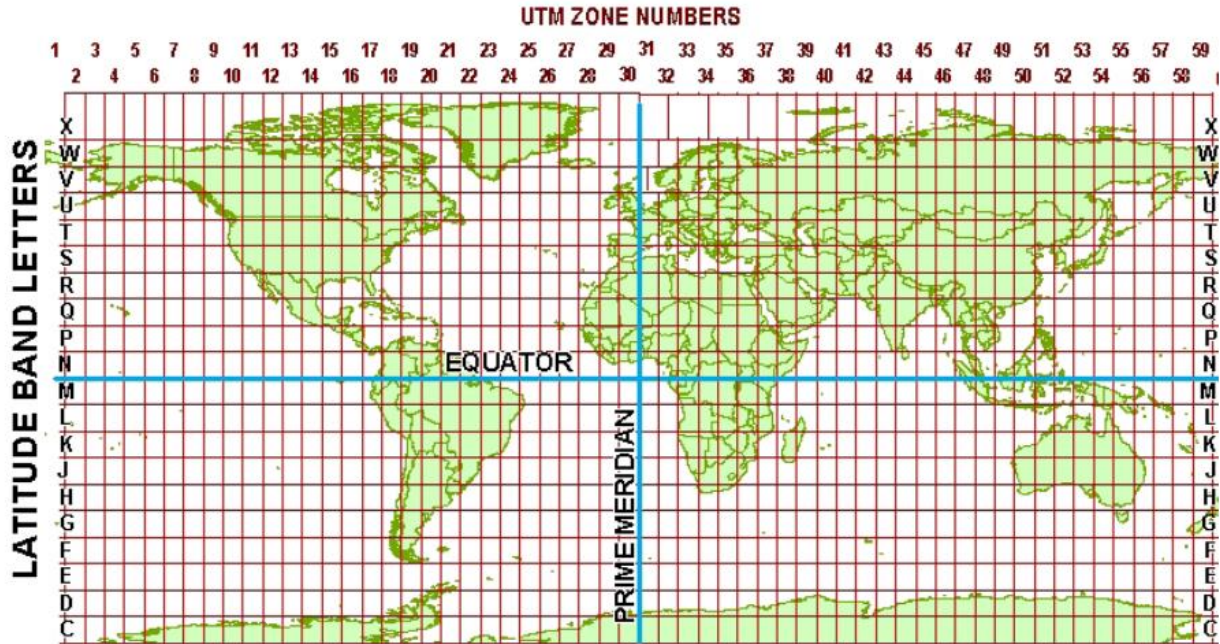 UTM ZONE NUMBERS
1 3 5 7 9 11 13 15 17 19 21 23 25 27 29 31 33 35 37 39 41 43 45 47 49 51 53 55 57 59
2 4 6 8 10 12 14 16 18 20 22 24 26 28 30 32 34 36 38 40 42 44 46 48 50 52 54 56 58
LATITUDE BAND LETTERS
X X
W W
V V
U U
T T
S S
R R
Q Q
P P
N EQUATOR N
M M
L L
K K
J J
H H
G G
F F
E E
D D
C C
PRIME MERIDIAN